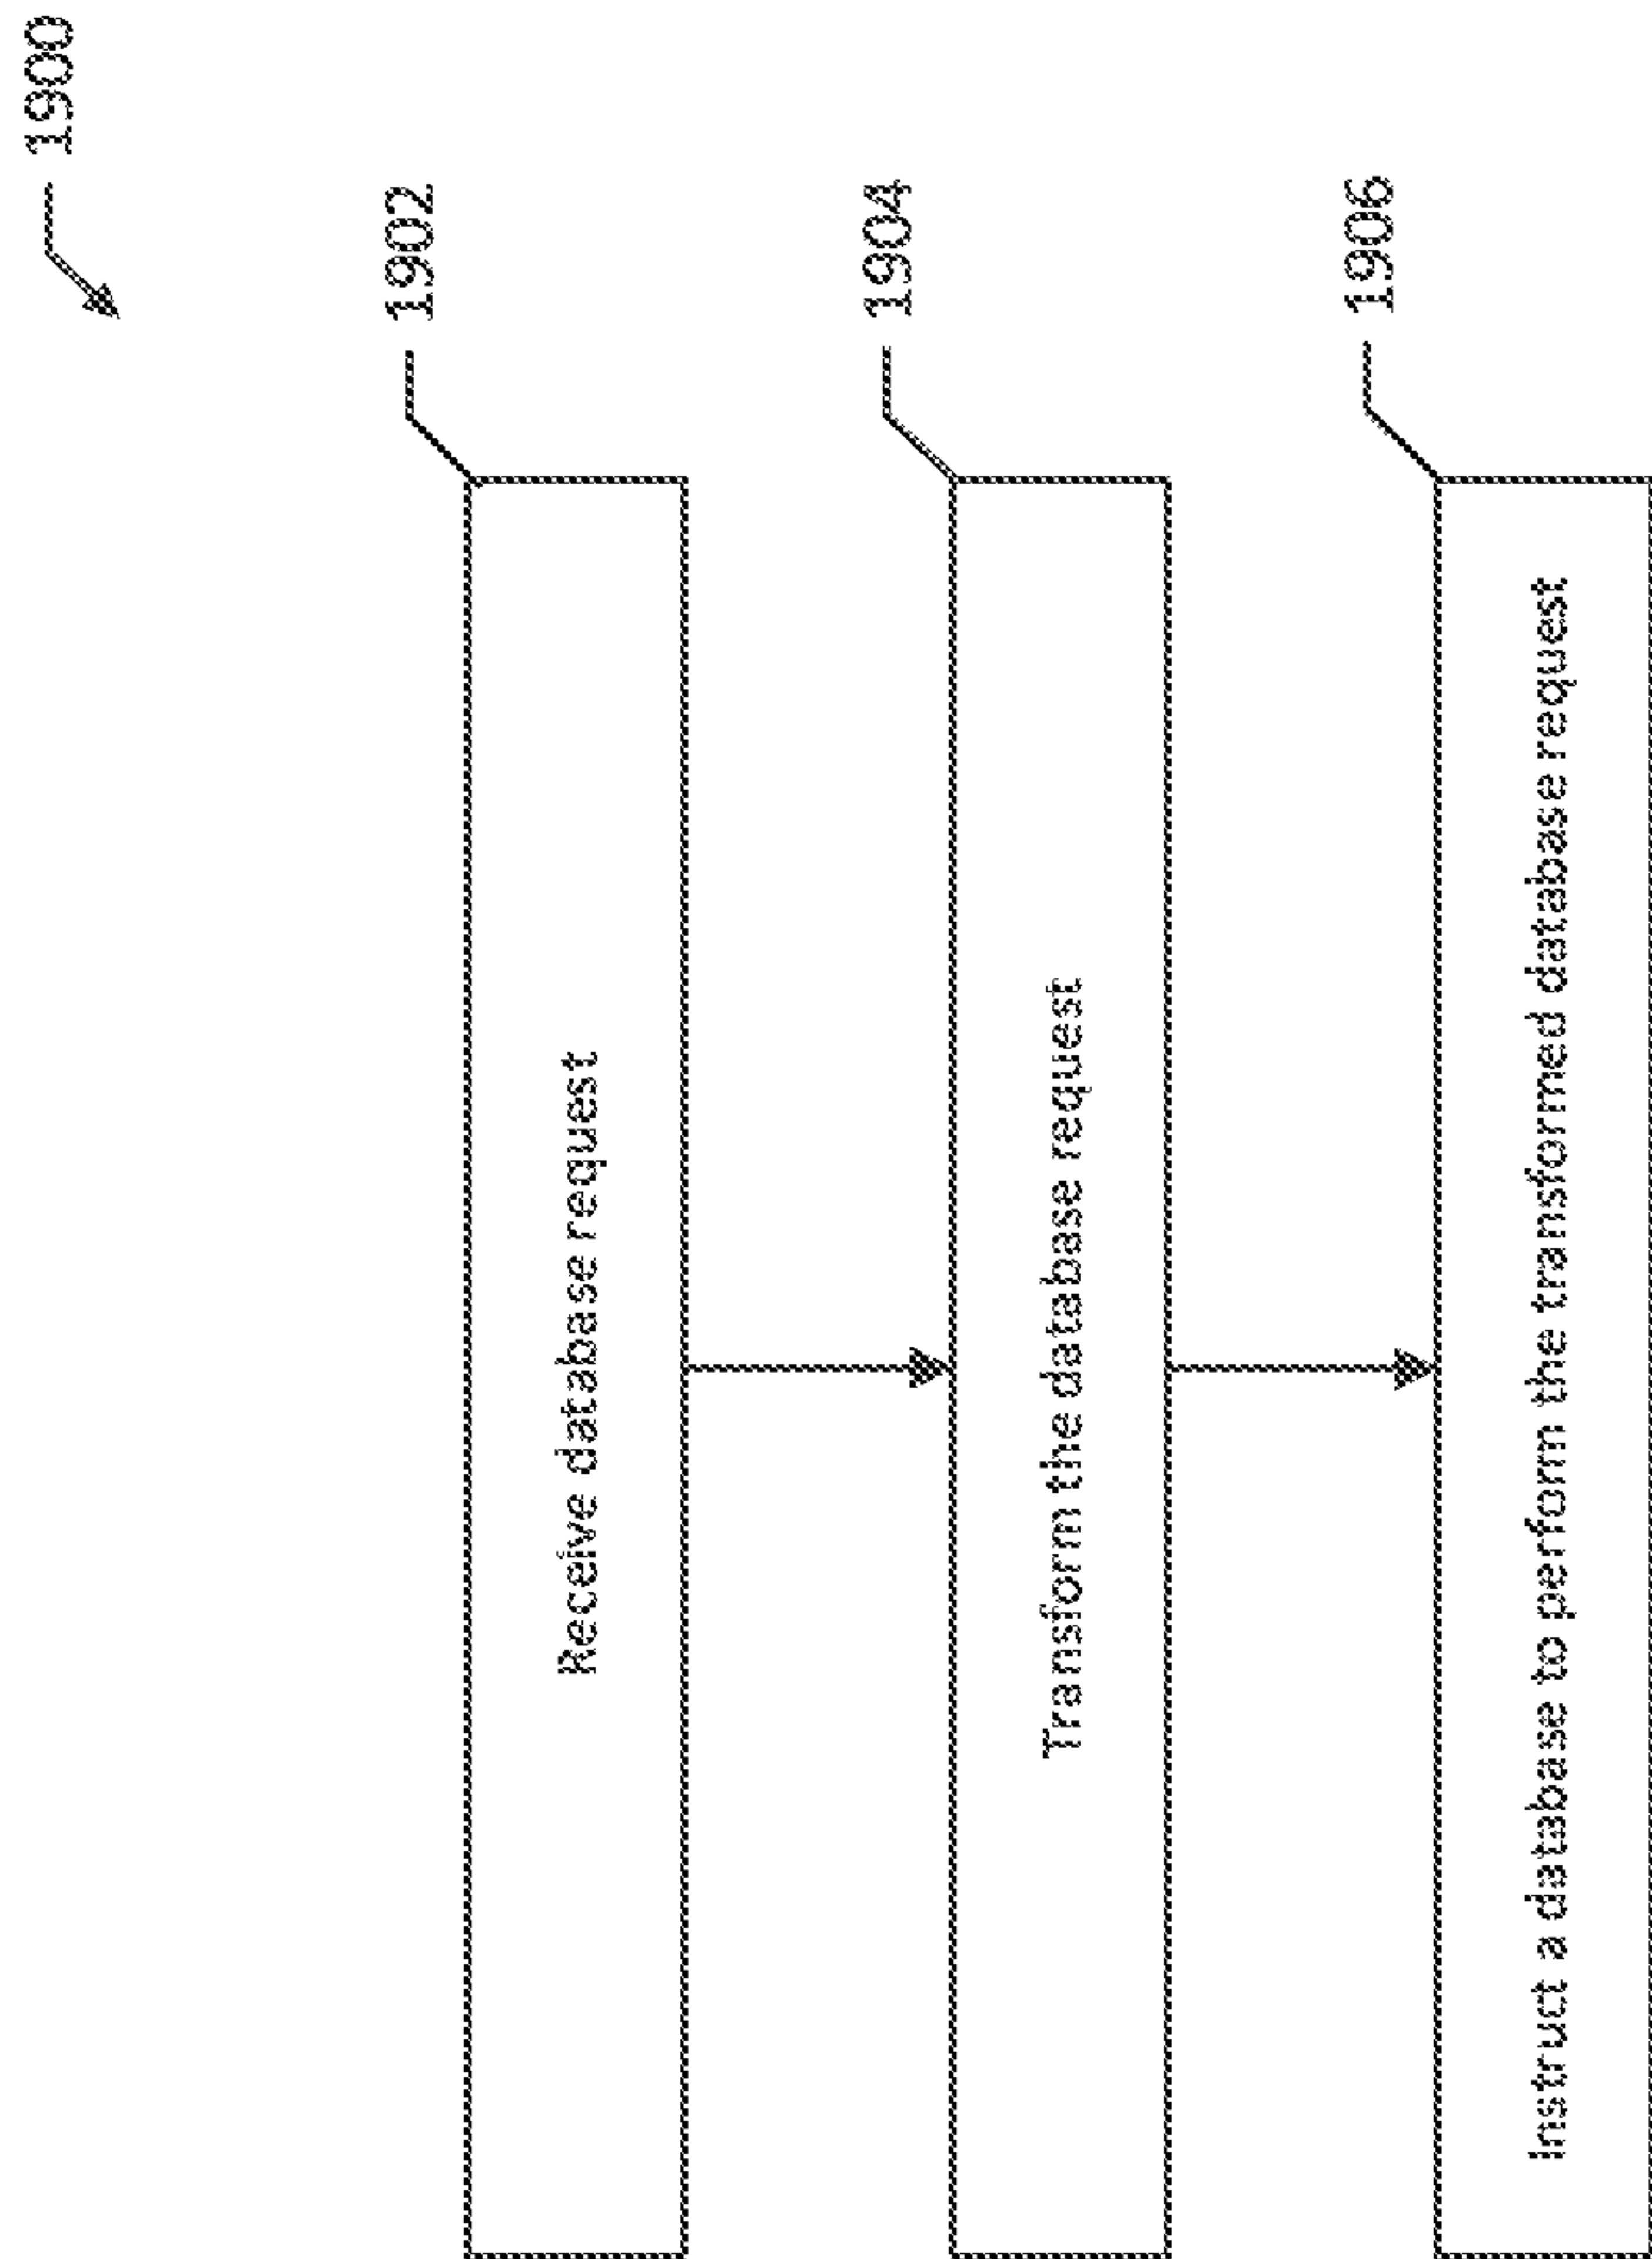 1900
1902
Receive database request
1904
Transform the database request
1906
Instruct a database to perform the transformed database request